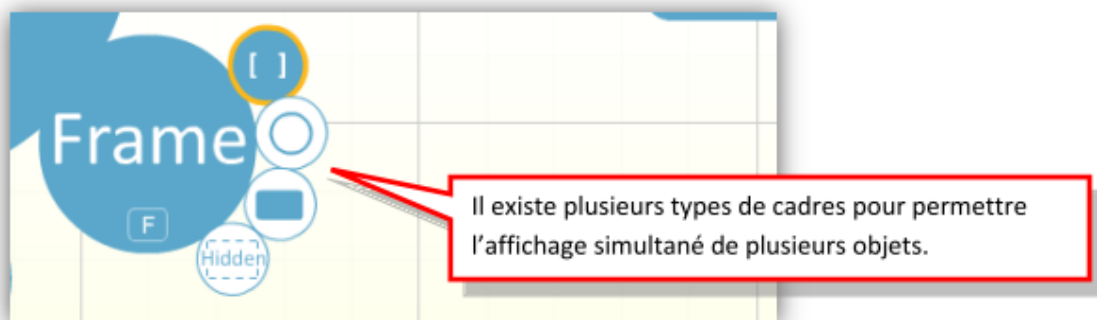 [ ]
Frame
F
Hidden
Il existe plusieurs types de cadres pour permettre
l'affichage simultané de plusieurs objets.